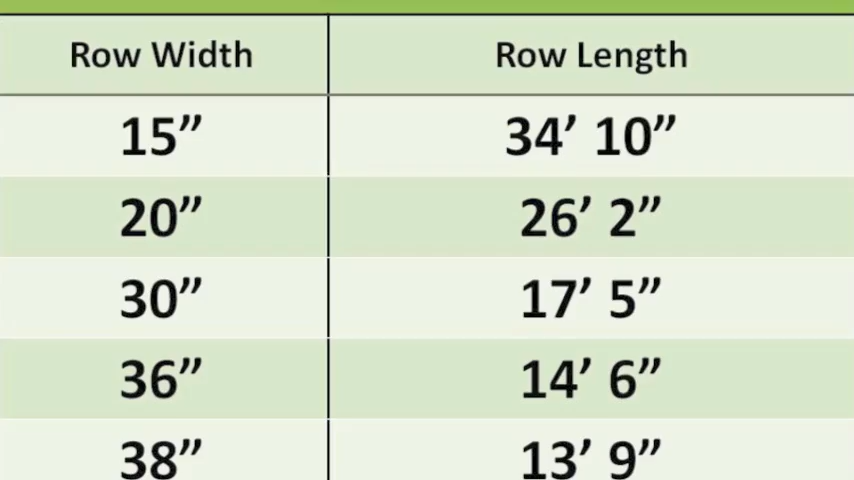 Row Width Row Length
15” 34’ 10”
20” 26’ 2”
30” 17’ 5”
36” 14’ 6”
38” 13’ 9”